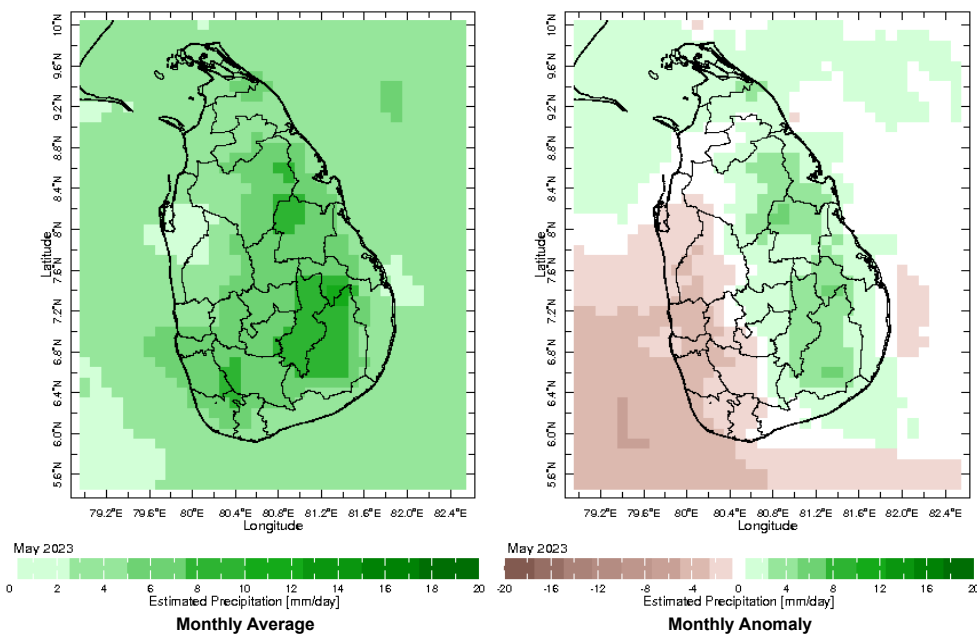 10°N
9.6°N
9.2°N
8.8°N
8.4°N
8°N
7.6°N
7.2°N
6.8°N
6.4°N
6.0°N
5.6°N
Latitude
79.2°E 79.6°E 80°E 80.4°E 80.8°E 81.2°E 81.6°E 82.0°E 82.4°E
Longitude
May 2023
0 2 4 6 8 10 12 14 16 18 20
Estimated Precipitation [mm/day]
Monthly Average
10°N
9.6°N
9.2°N
8.8°N
8.4°N
8°N
7.6°N
7.2°N
6.8°N
6.4°N
6.0°N
5.6°N
Latitude
79.2°E 79.6°E 80°E 80.4°E 80.8°E 81.2°E 81.6°E 82.0°E 82.4°E
Longitude
May 2023
-20 -16 -12 -8 -4 0 4 8 12 16 20
Estimated Precipitation [mm/day]
Monthly Anomaly